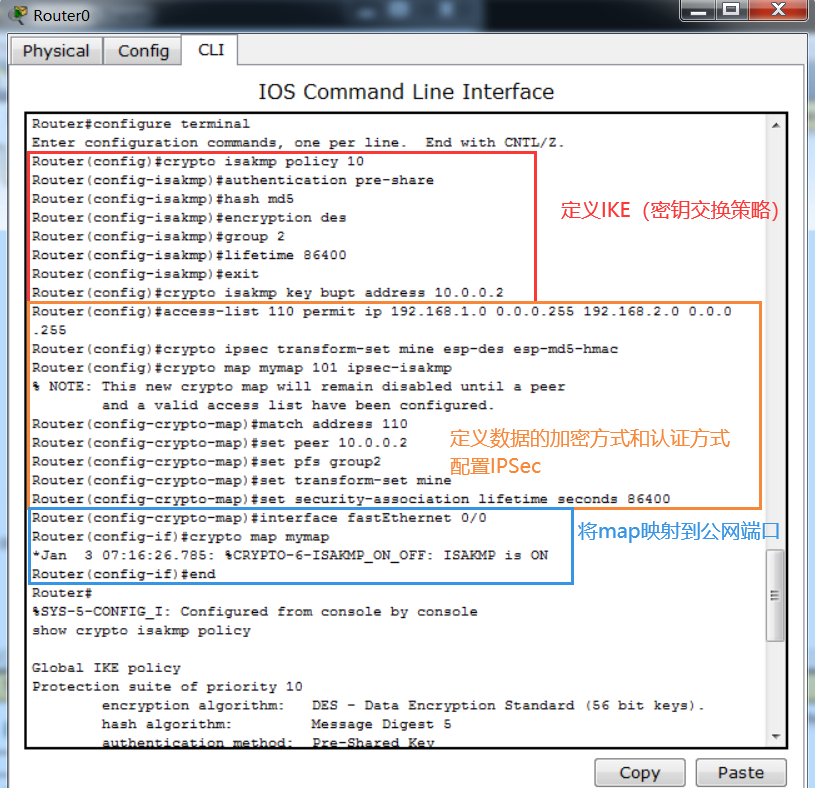 Router0
Physical Config CLI
IOS Command Line Interface
Router#configure terminal
Enter configuration commands, one per line.  End with CNTL/Z.
Router(config)#crypto isakmp policy 10
Router(config-isakmp)#authentication pre-share
Router(config-isakmp)#hash md5
Router(config-isakmp)#encryption des
Router(config-isakmp)#group 2
Router(config-isakmp)#lifetime 86400
Router(config-isakmp)#exit
Router(config)#crypto isakmp key bupt address 10.0.0.2
定义IKE（密钥交换策略）
Router(config)#access-list 110 permit ip 192.168.1.0 0.0.0.255 192.168.2.0 0.0.0
.255
Router(config)#crypto ipsec transform-set mine esp-des esp-md5-hmac
Router(config)#crypto map mymap 101 ipsec-isakmp
% NOTE: This new crypto map will remain disabled until a peer
        and a valid access list have been configured.
Router(config-crypto-map)#match address 110
Router(config-crypto-map)#set peer 10.0.0.2
Router(config-crypto-map)#set pfs group2
Router(config-crypto-map)#set transform-set mine
Router(config-crypto-map)#set security-association lifetime seconds 86400
定义数据的加密方式和认证方式
配置IPSec
Router(config-crypto-map)#interface fastEthernet 0/0
Router(config-if)#crypto map mymap
*Jan  3 07:16:26.785: %CRYPTO-6-ISAKMP_ON_OFF: ISAKMP is ON
Router(config-if)#end
将map映射到公网端口
Router#
%SYS-5-CONFIG_I: Configured from console by console
show crypto isakmp policy
Global IKE policy
Protection suite of priority 10
        encryption algorithm:   DES - Data Encryption Standard (56 bit keys).
        hash algorithm:         Message Digest 5
        authentication method:  Pre-Shared Key
Copy Paste